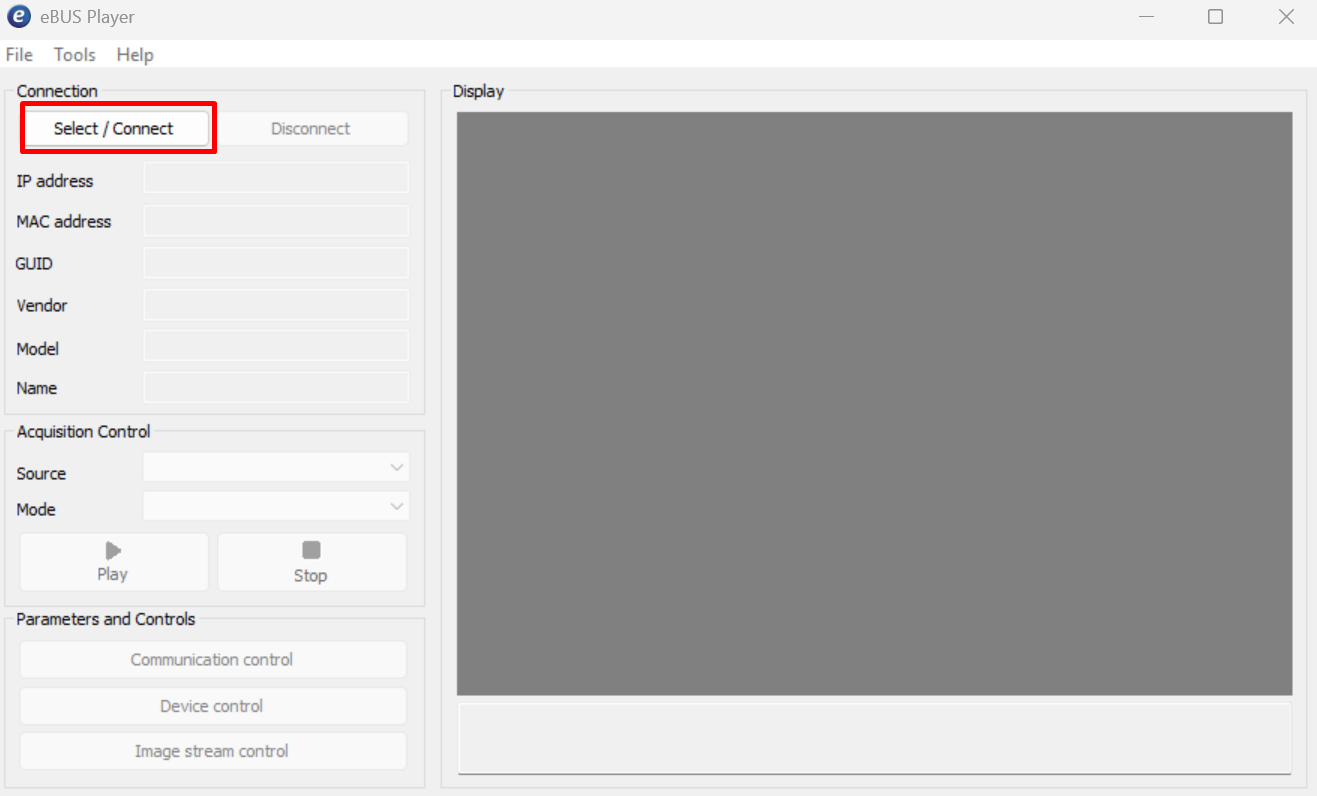 e eBUS Player
File Tools Help
Connection
Select / Connect Disconnect
IP address
MAC address
GUID
Vendor
Model
Name
Acquisition Control
Source
Mode
Play Stop
Parameters and Controls
Communication control
Device control
Image stream control
Display